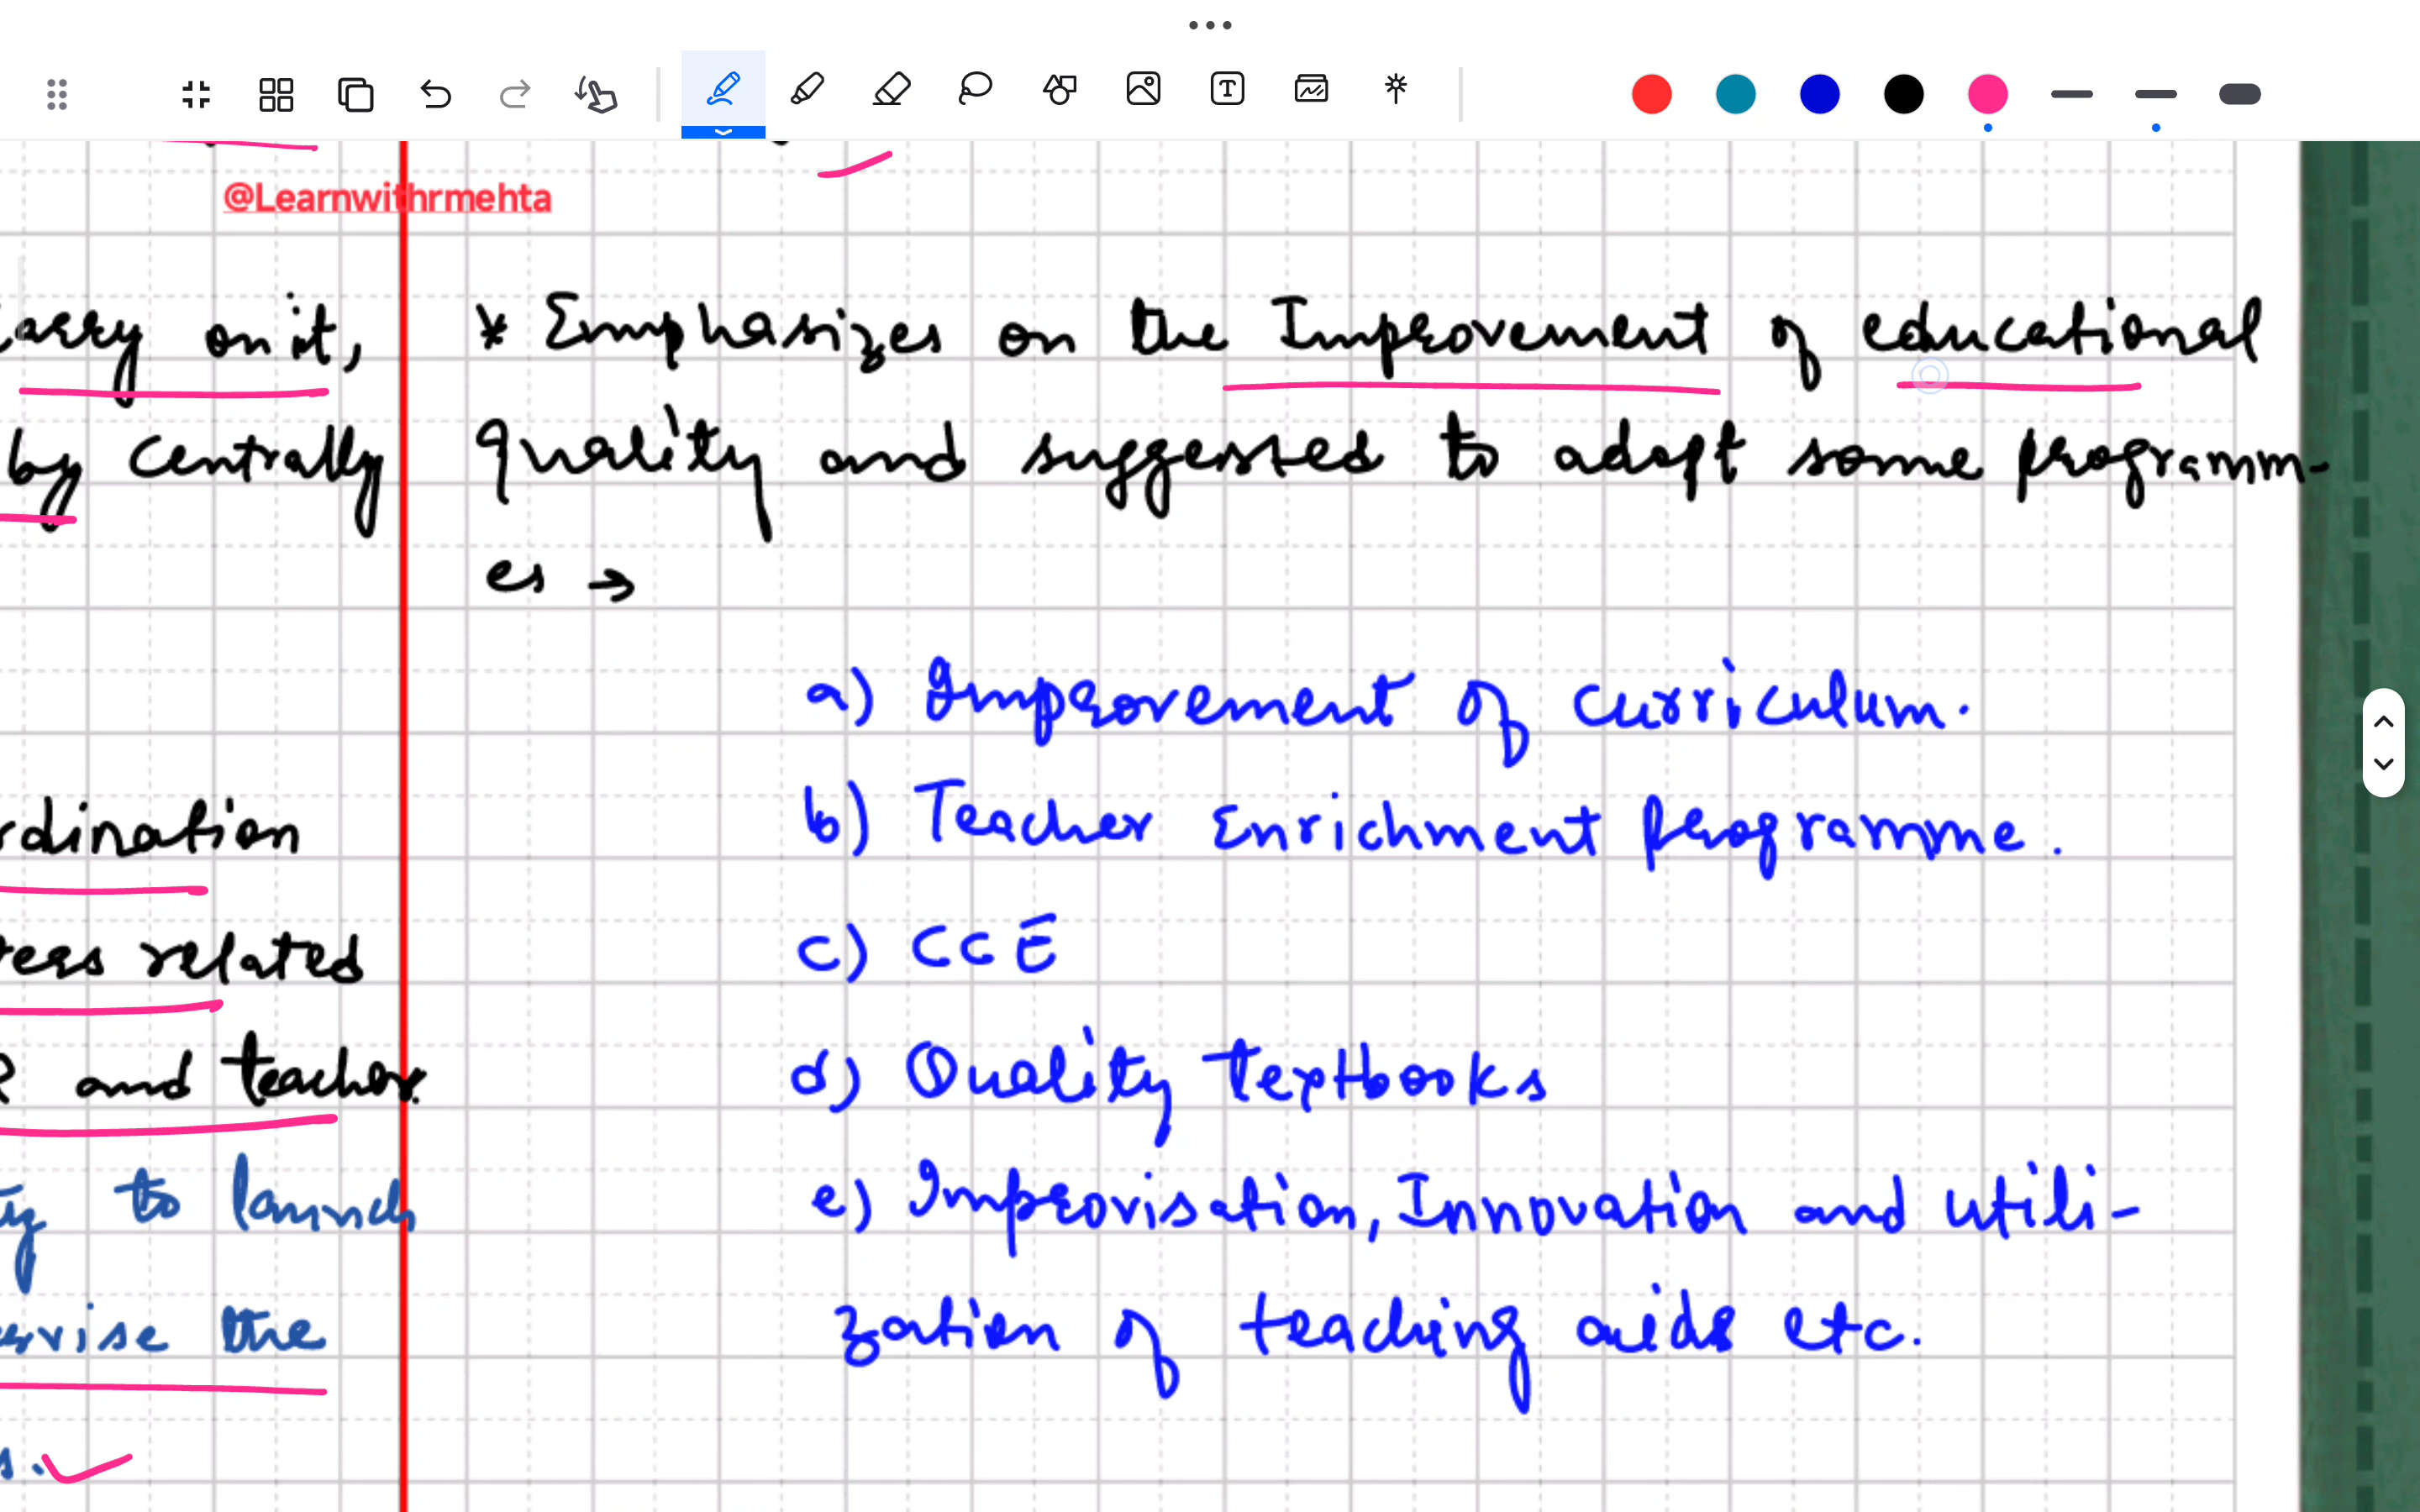 @Learnwithrmehta
carry on it,
by Centrally
rdination
related
and teacher.
to launch
the
* Emphasizes on the Improvement of educational
Quality and suggested to adopt some programm-
es →
a) Improvement of curriculum.
b) Teacher Enrichment Programme.
c) CCE
d) Quality Textbooks
e) Improvisation, Innovation and utili-
zation of teaching aids etc.